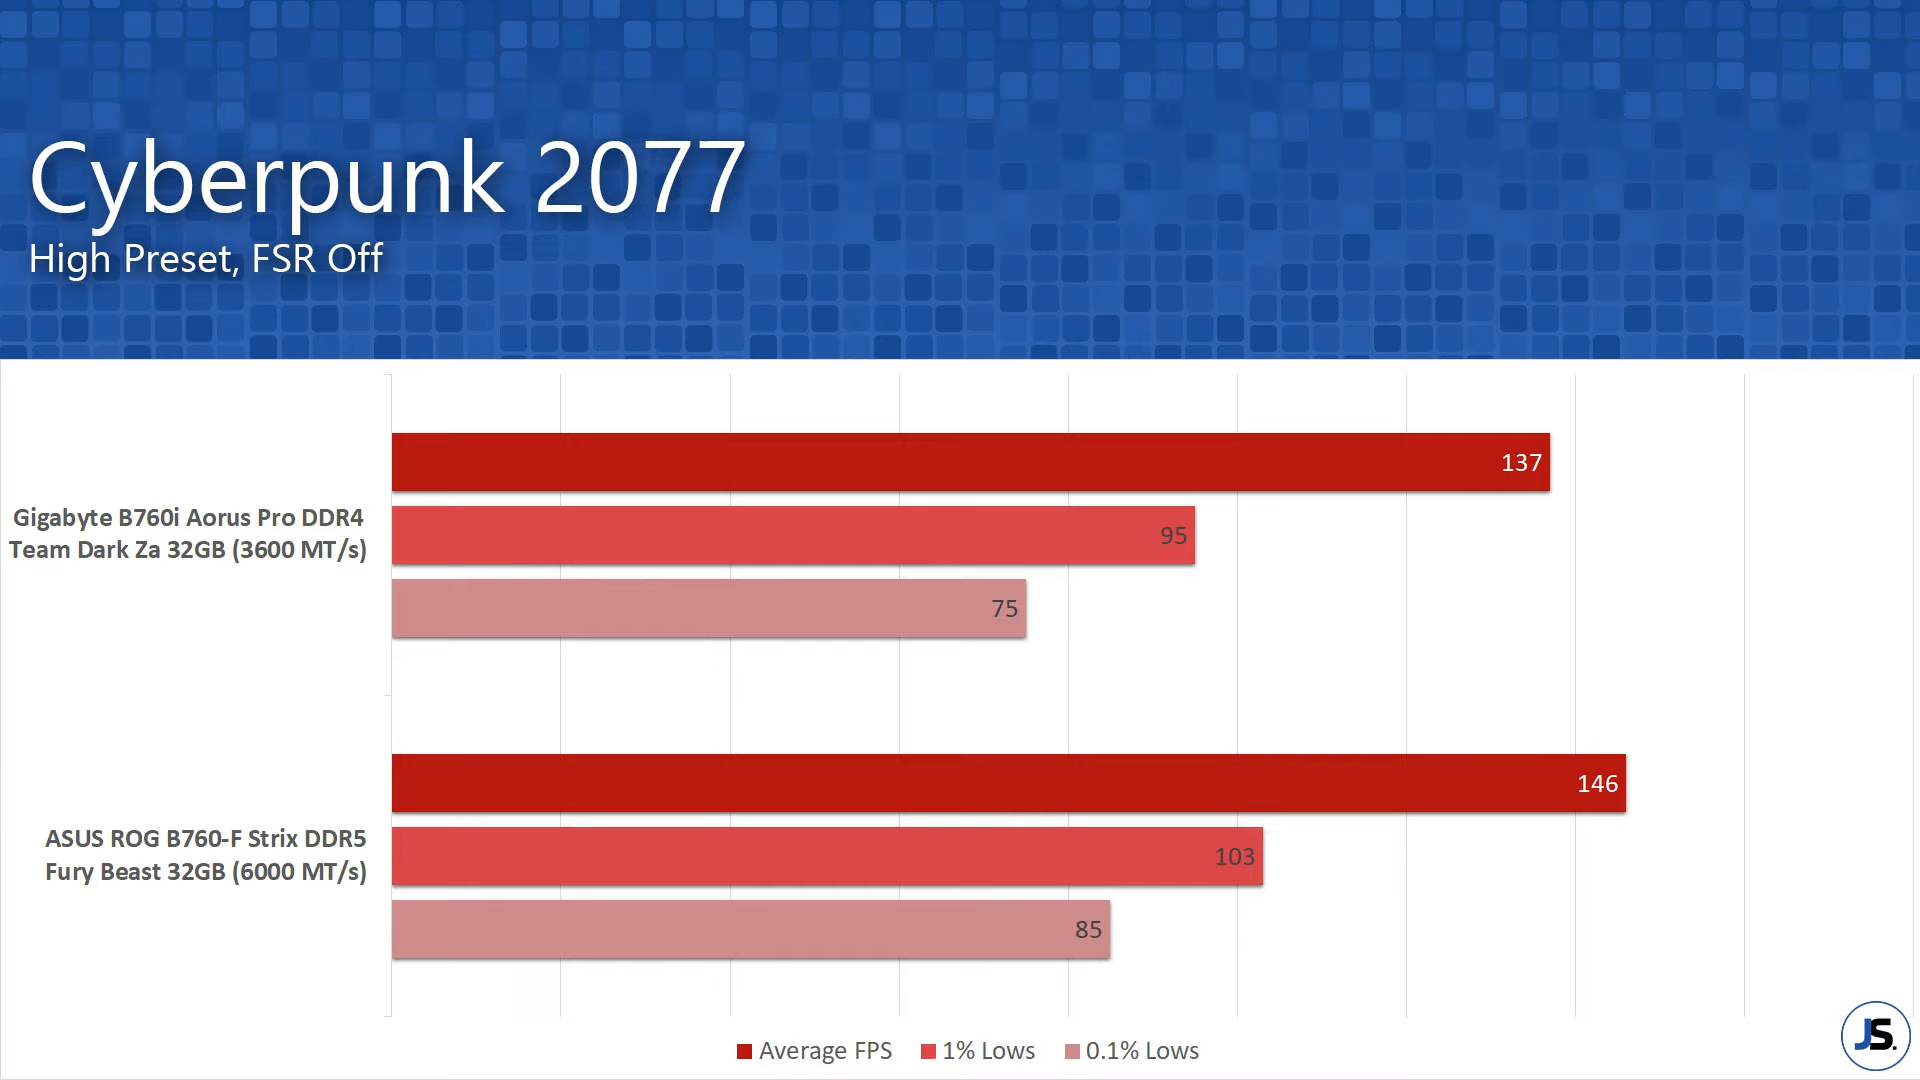 Cyberpunk 2077
High Preset, FSR Off
137
Gigabyte B760i Aorus Pro DDR4
Team Dark Za 32GB (3600 MT/s)
95
75
146
ASUS ROG B760-F Strix DDR5
Fury Beast 32GB (6000 MT/s)
103
85
Average FPS 1% Lows 0.1% Lows
JS.